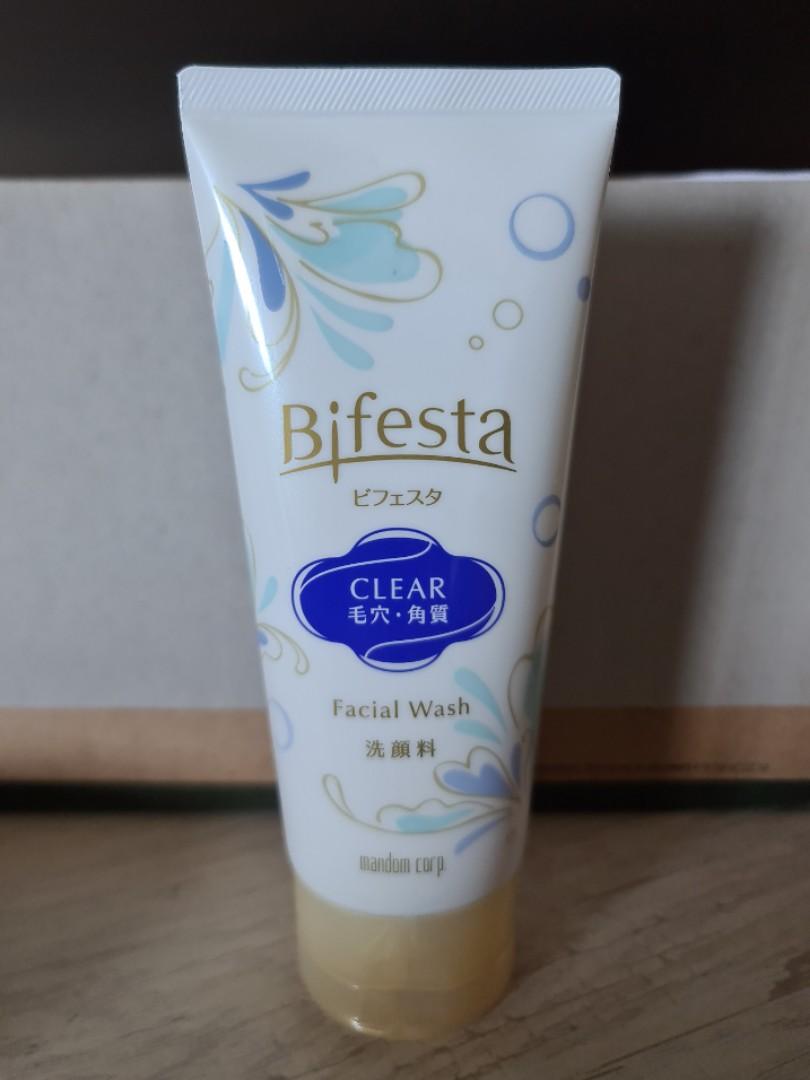 Bifesta
ビフェスタ
CLEAR
毛穴・角質
Facial Wash
洗顔料
mandom corp.